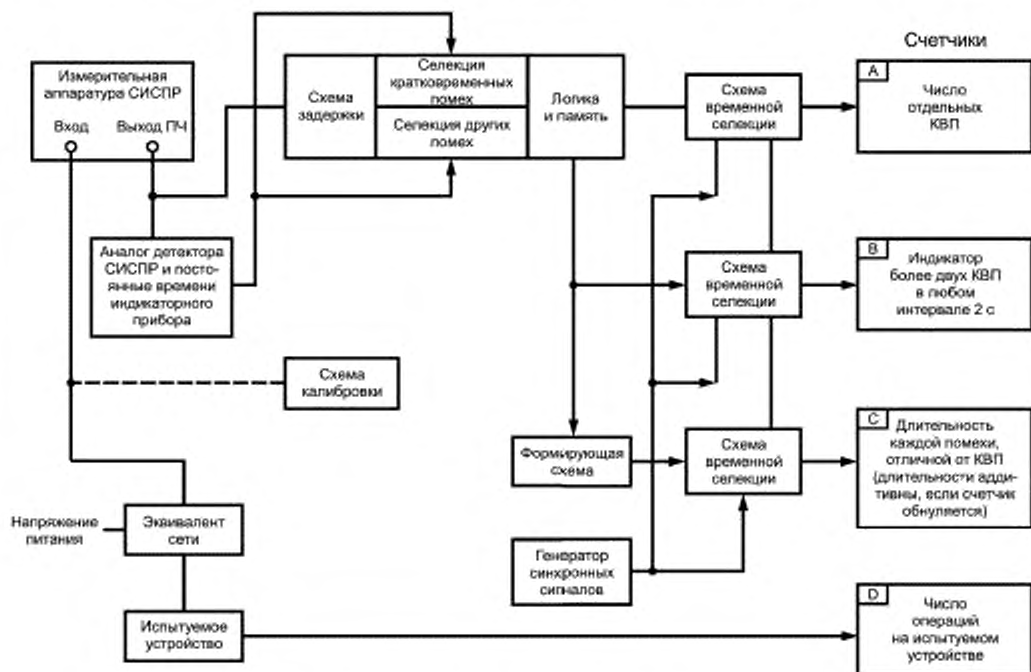 Счетчики
Измерительная
аппаратура СИСПР
Вход
Выход ПЧ
Схема
задержки
Селекция
кратковременных
помех
Селекция других
помех
Логика
и память
Схема
временной
селекции
A
Число
отдельных
КВП
Аналог детектора
СИСПР и посто-
янные времени
индикаторного
прибора
Схема
временной
селекции
B
Индикатор
более двух КВП
в любом
интервале 2 с
Схема
калибровки
Формирующая
схема
Схема
временной
селекции
C
Длительность
каждой помехи,
отличной от КВП
(длительности адди-
тивны, если счетчик
обнуляется)
Напряжение
питания
Эквивалент
сети
Генератор
синхронных
сигналов
Испытуемое
устройство
D
Число
операций
на испытуемом
устройстве